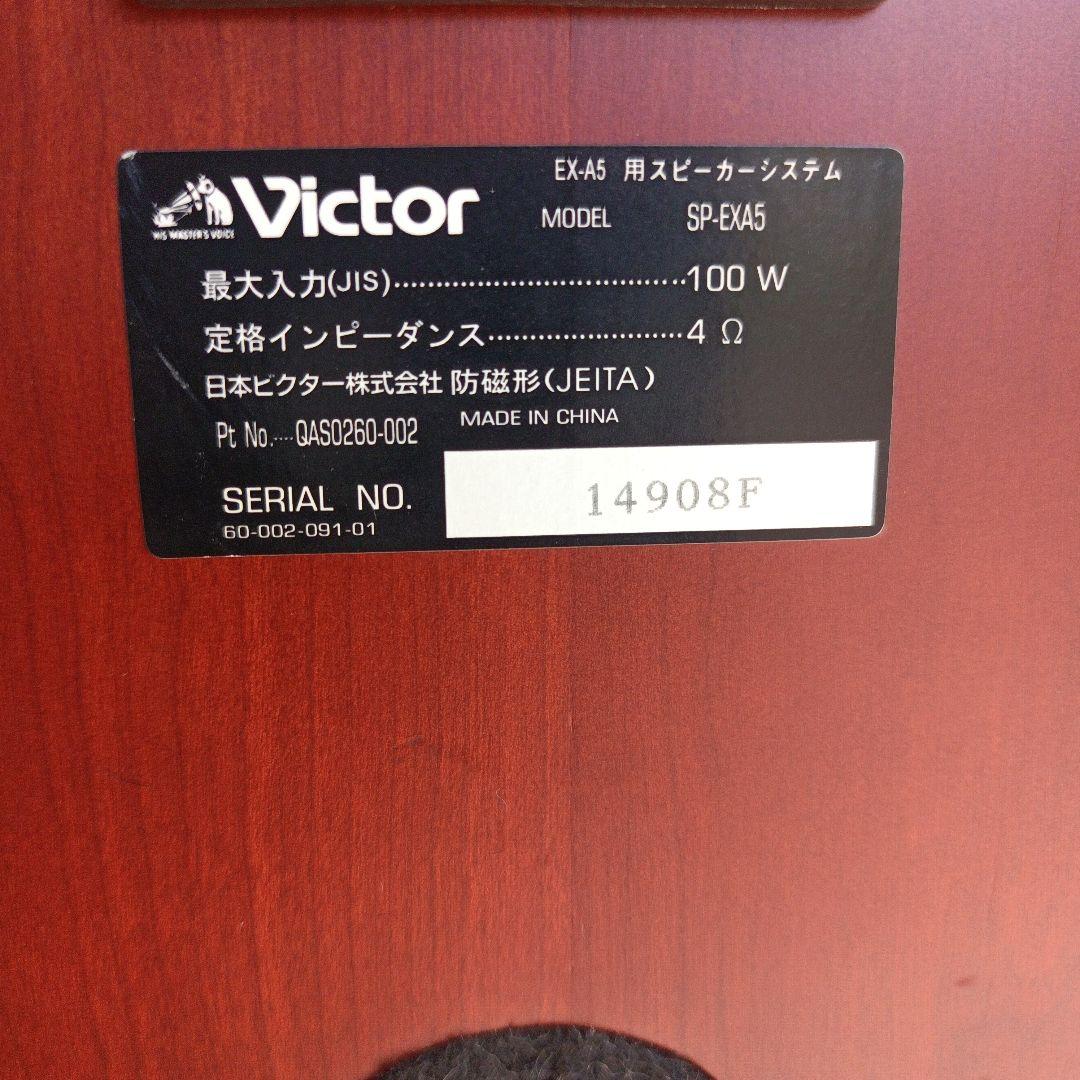 EX-A5 用スピーカーシステム
HIS MASTER'S VOICE
Victor
MODEL SP-EXA5
最大入力(JIS)..................................100 W
定格インピーダンス.......................4 Ω
日本ビクター株式会社 防磁形(JEITA)
Pt No.....QAS0260-002
MADE IN CHINA
SERIAL NO. 14908F
60-002-091-01